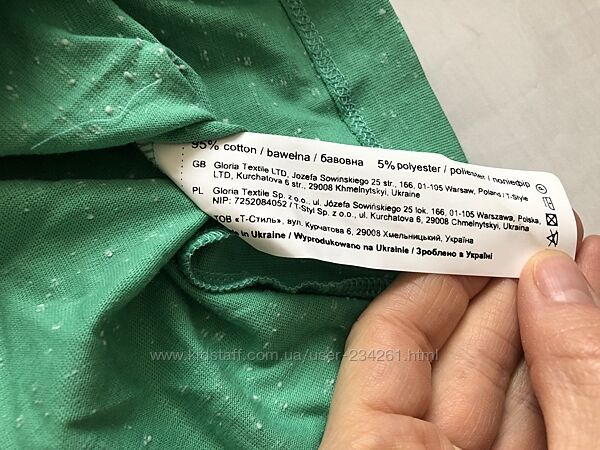 95% cotton / bawełna / бавовна 5% polyester / poliester / поліефір
GB Gloria Textile LTD, Jozefa Sowinskiego 25 str., 166, 01-105 Warsaw, Poland / T-Style
LTD, Kurchatova 6 str., 29008 Khmelnytskyi, Ukraine
PL Gloria Textile Sp. z o.o., ul. Józefa Sowińskiego 25 lok. 166, 01-105 Warszawa, Polska,
NIP: 7252084052 / T-Styl Sp. z o.o., ul. Kurchatova 6, 29008 Chmelnytskyj, Ukraina
ТОВ «Т-Стиль», вул. Курчатова 6, 29008 Хмельницький, Україна
in Ukraine / Wyprodukowano na Ukrainie / Зроблено в Україні
www.kidstaff.com.ua/user-234261.html